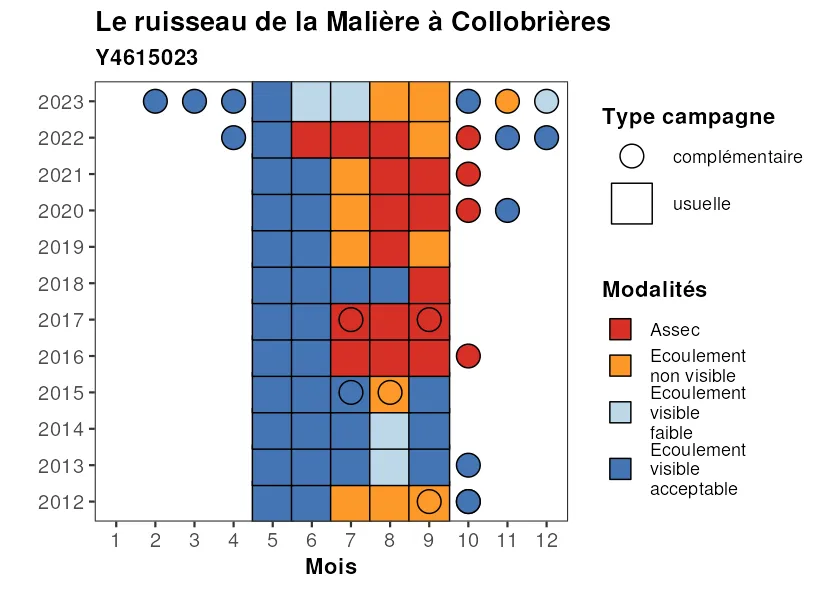 Le ruisseau de la Malière à Collobrières
Y4615023
2023
2022
2021
2020
2019
2018
2017
2016
2015
2014
2013
2012
1 2 3 4 5 6 7 8 9 10 11 12
Mois
Type campagne
complémentaire
usuelle
Modalités
Assec
Ecoulement
non visible
Ecoulement
visible
faible
Ecoulement
visible
acceptable